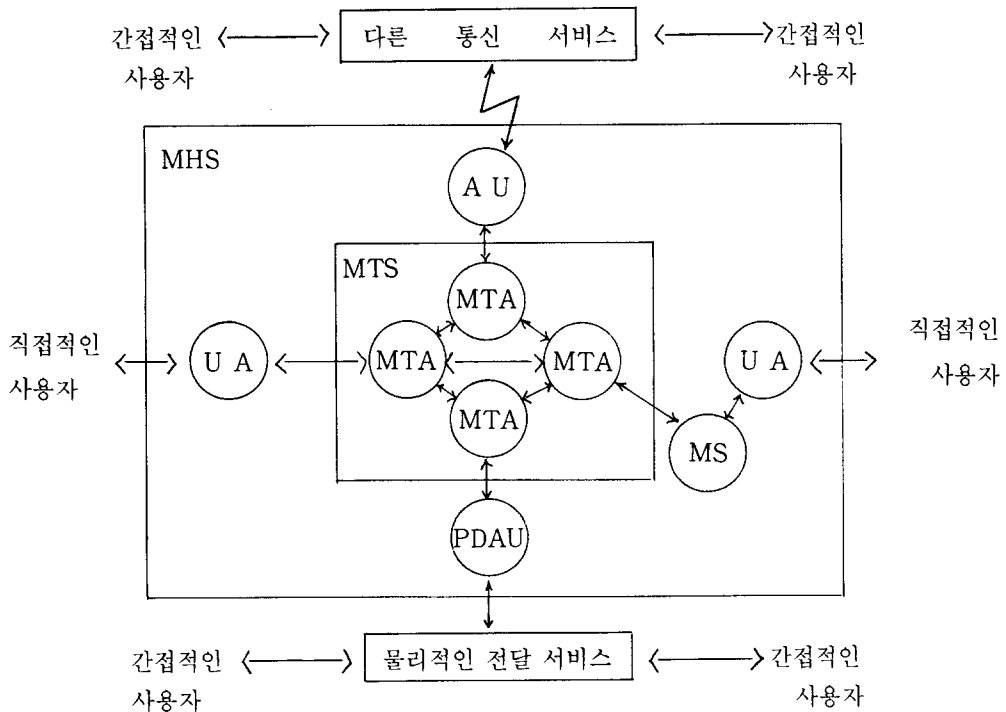 간접적인 다른 통신 서비스 간접적인
사용자 사용자
MHS
A U
MTS
MTA
직접적인 직접적인
U A MTA MTA U A
사용자 사용자
MTA
MS
PDAU
간접적인 물리적인 전달 서비스 간접적인
사용자 사용자